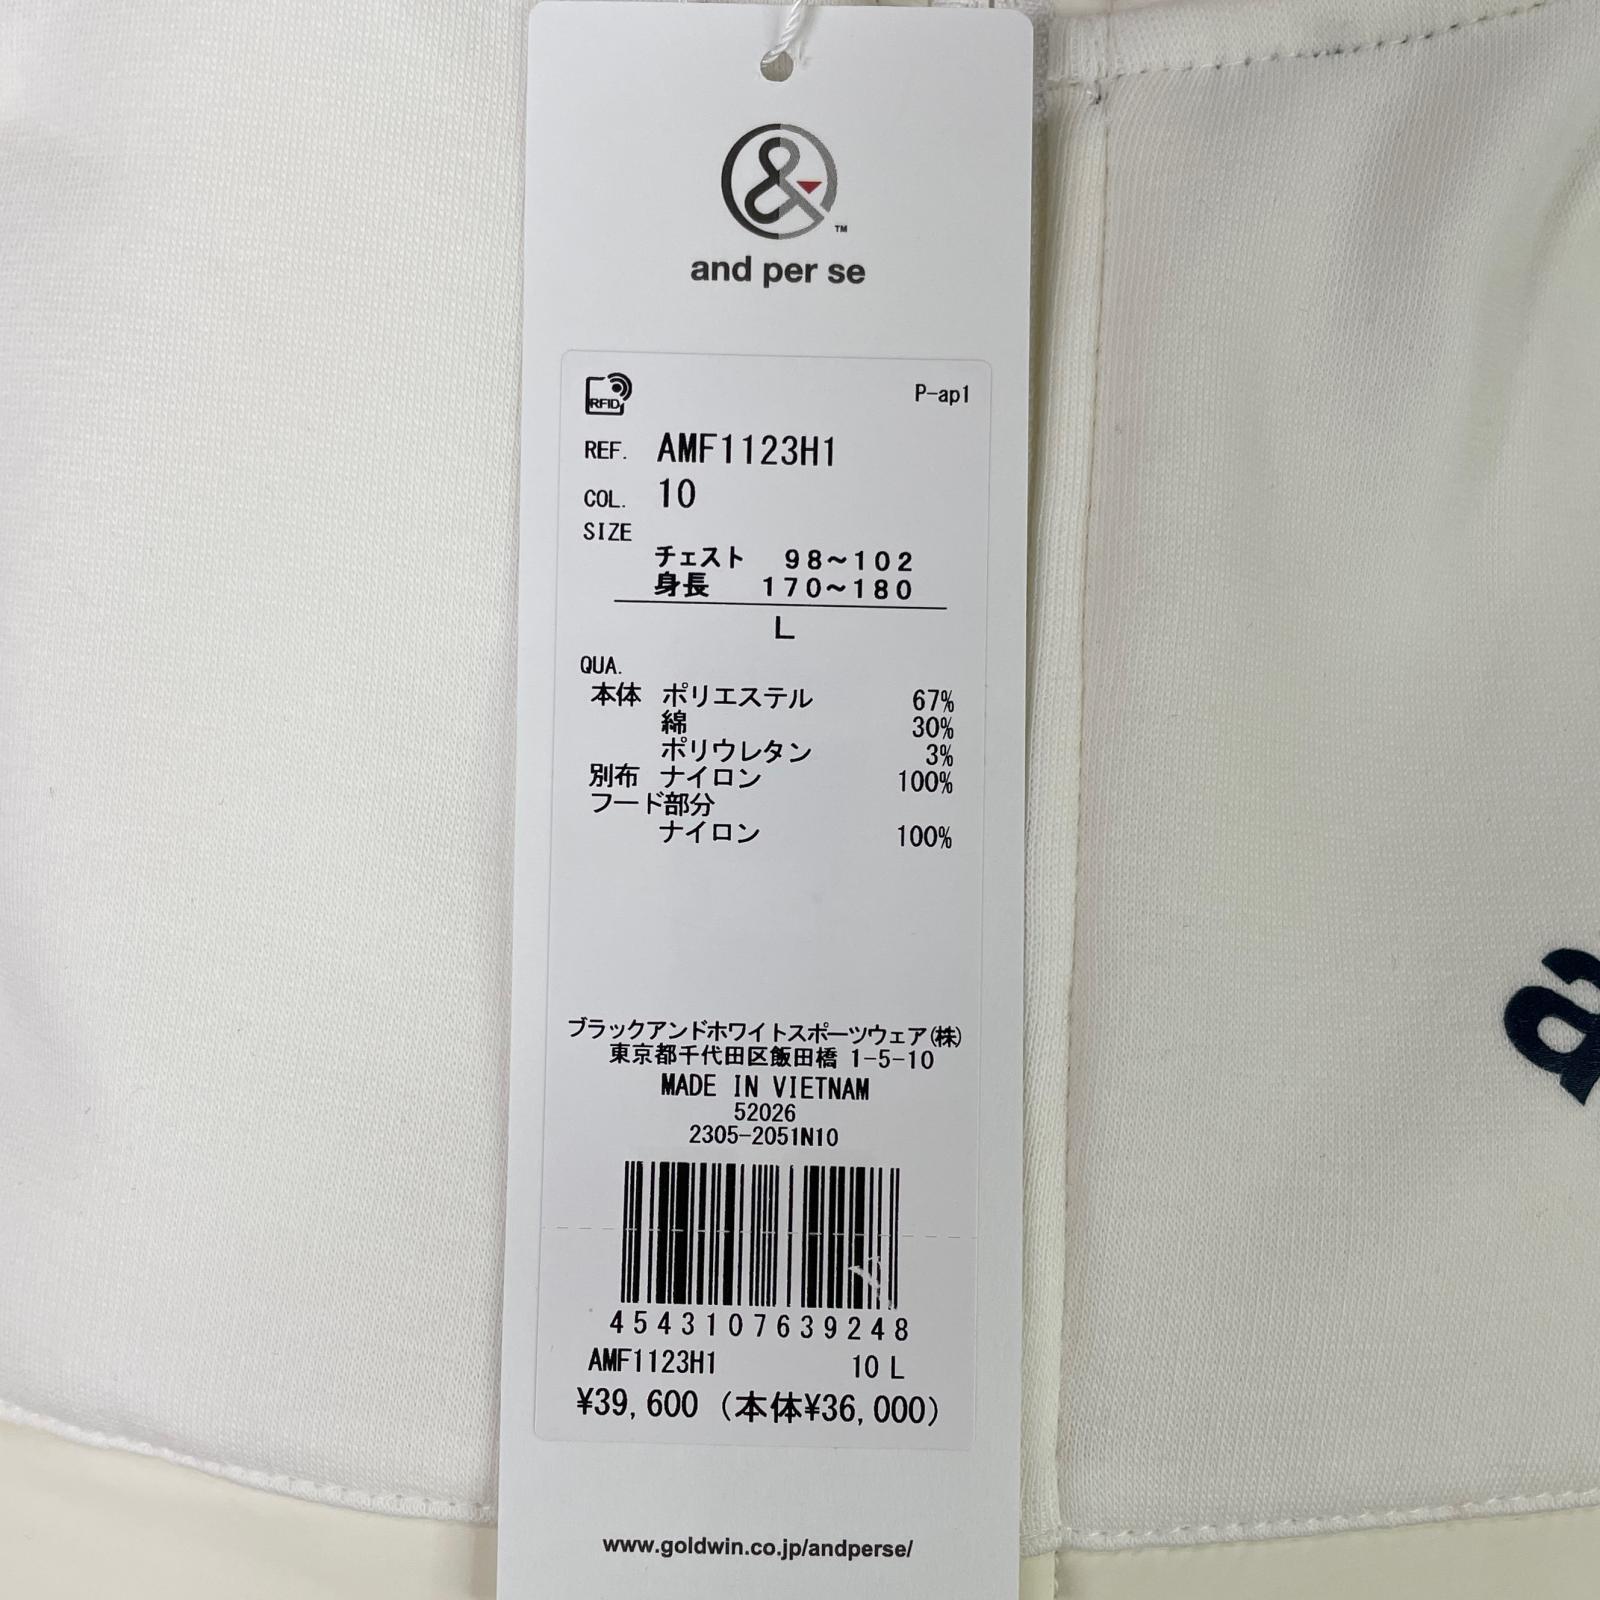 &
TM
and per se
RFID
P-ap1
REF. AMF1123H1
COL. 10
SIZE
チェスト 98～102
身長 170～180
L
QUA.
本体 ポリエステル 67%
綿 30%
ポリウレタン 3%
別布 ナイロン 100%
フード部分
ナイロン 100%
ブラックアンドホワイトスポーツウェア(株)
東京都千代田区飯田橋 1-5-10
MADE IN VIETNAM
52026
2305-2051N10
4543107639248
AMF1123H1 10 L
¥39,600 (本体¥36,000)
www.goldwin.co.jp/andperse/
a